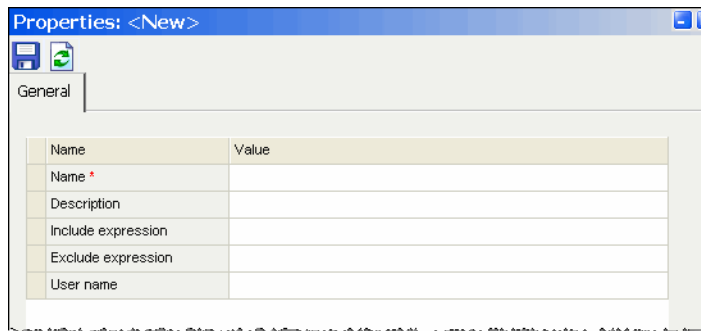 Properties: <New>
General
Name Value
Name *
Description
Include expression
Exclude expression
User name